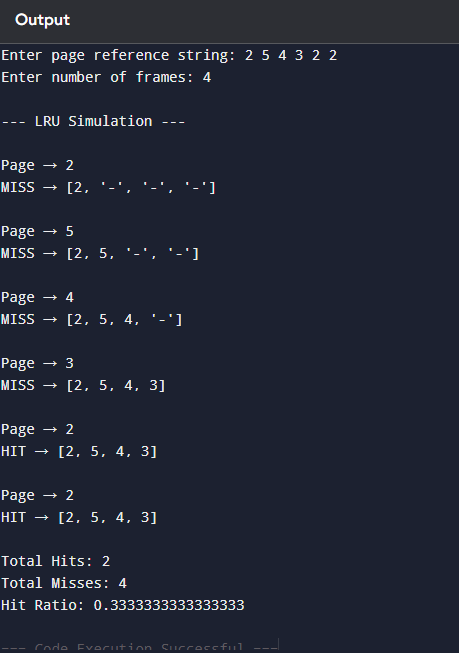 Output
Enter page reference string: 2 5 4 3 2 2
Enter number of frames: 4
--- LRU Simulation ---
Page → 2
MISS → [2, '-', '-', '-']
Page → 5
MISS → [2, 5, '-', '-']
Page → 4
MISS → [2, 5, 4, '-']
Page → 3
MISS → [2, 5, 4, 3]
Page → 2
HIT → [2, 5, 4, 3]
Page → 2
HIT → [2, 5, 4, 3]
Total Hits: 2
Total Misses: 4
Hit Ratio: 0.3333333333333333
--- Code Execution Successful ---